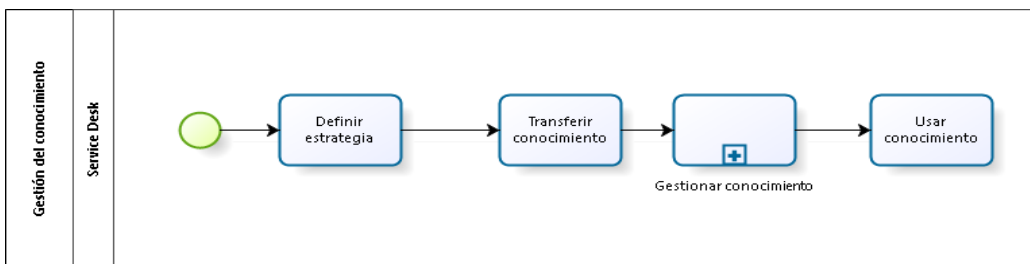 Gestión del conocimiento
Service Desk
Definir
estrategia
Transferir
conocimiento
Gestionar conocimiento
Usar
conocimiento